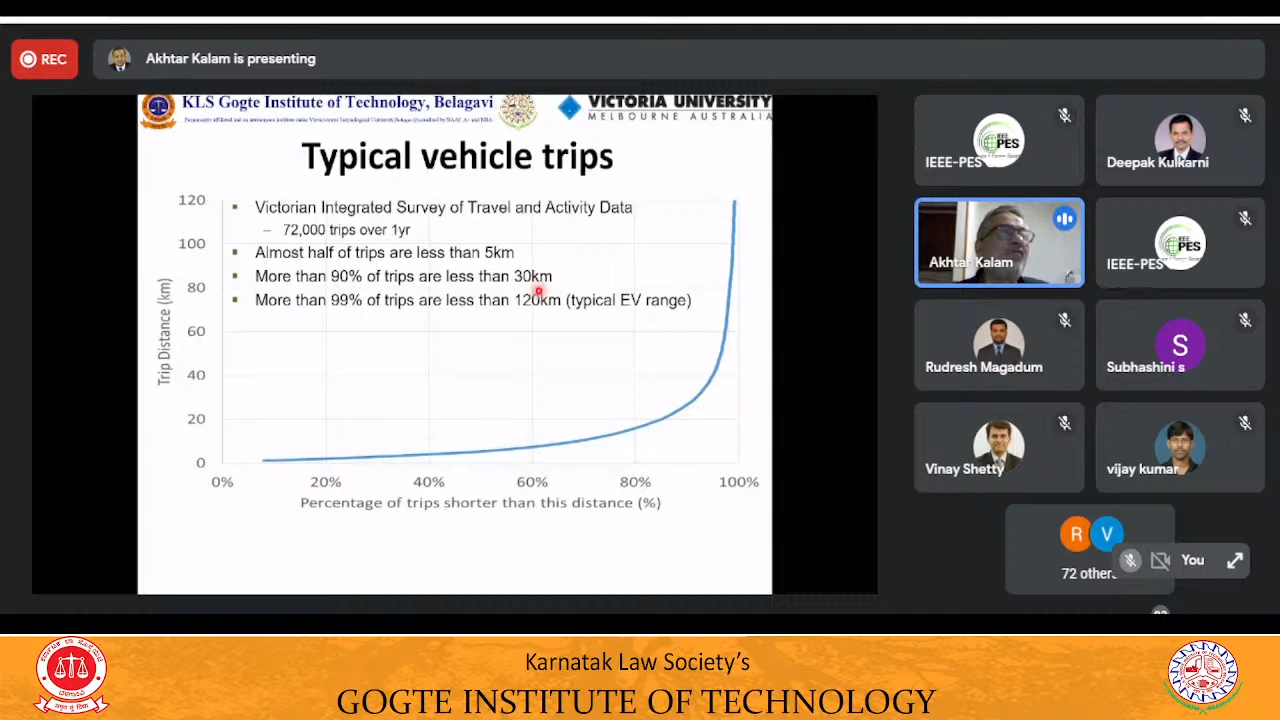 REC
Akhtar Kalam is presenting
KLS Gogte Institute of Technology, Belagavi
VICTORIA UNIVERSITY
MELBOURNE AUSTRALIA
Typical vehicle trips
▪ Victorian Integrated Survey of Travel and Activity Data
– 72,000 trips over 1yr
▪ Almost half of trips are less than 5km
▪ More than 90% of trips are less than 30km
▪ More than 99% of trips are less than 120km (typical EV range)
Trip Distance (km)
120
100
80
60
40
20
0
0% 20% 40% 60% 80% 100%
Percentage of trips shorter than this distance (%)
IEEE PES
IEEE-PES
Deepak Kulkarni
Akhtar Kalam
IEEE PES
IEEE-PES
Rudresh Magadum
S
Subhashini s
Vinay Shetty
vijay kumar
R V
72 others
You
Karnatak Law Society's
GOGTE INSTITUTE OF TECHNOLOGY